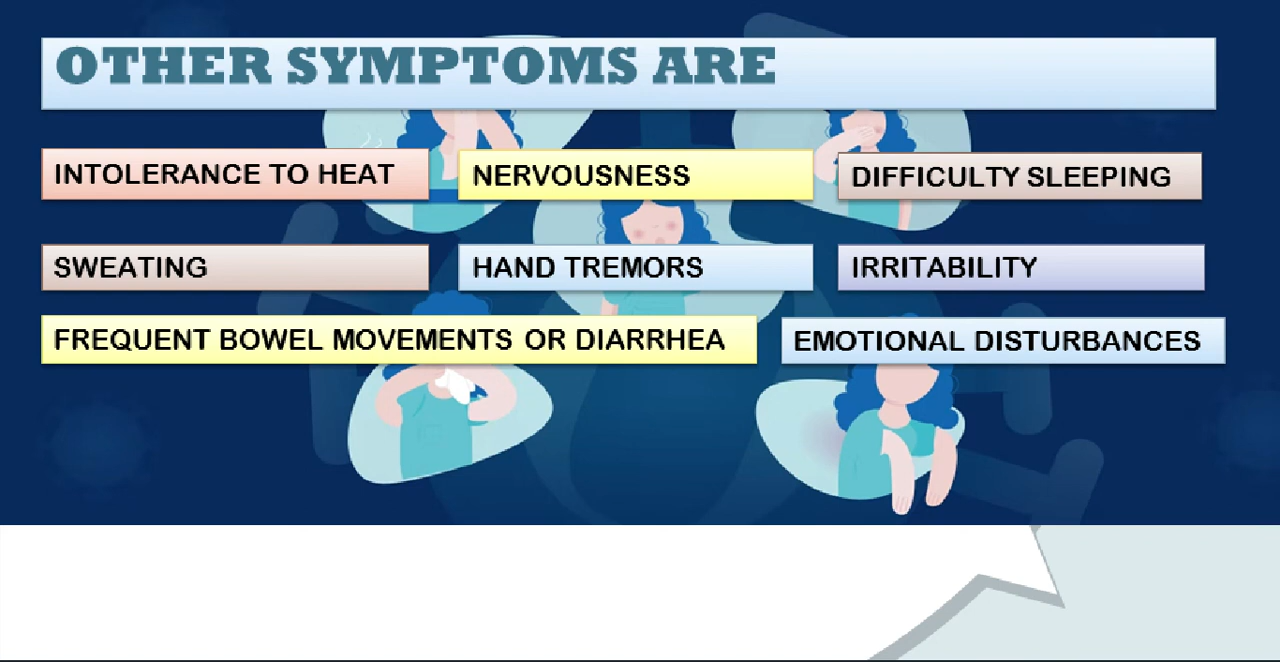 OTHER SYMPTOMS ARE
INTOLERANCE TO HEAT
NERVOUSNESS
DIFFICULTY SLEEPING
SWEATING
HAND TREMORS
IRRITABILITY
FREQUENT BOWEL MOVEMENTS OR DIARRHEA
EMOTIONAL DISTURBANCES